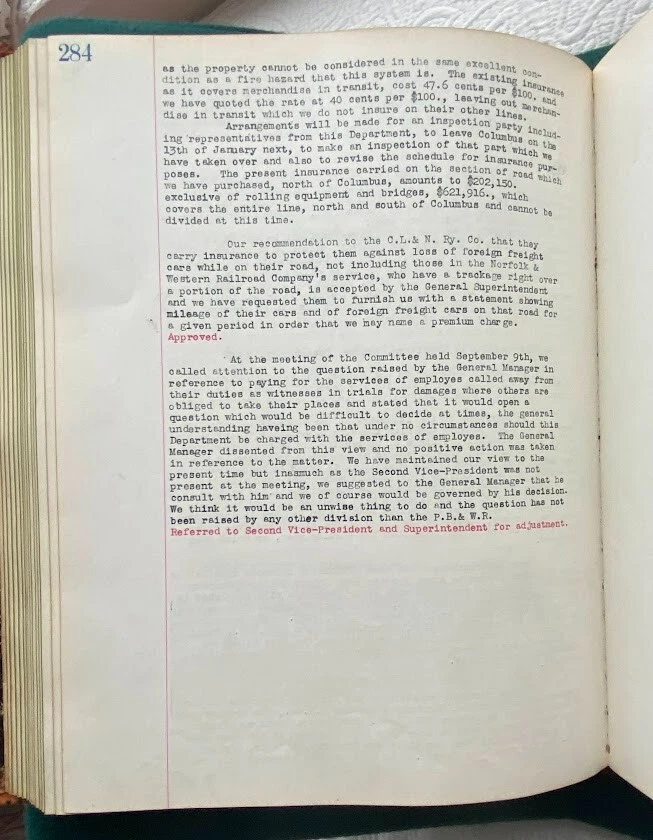 284
as the property cannot be considered in the same excellent con-
dition as a fire hazard that this system is.  The existing insurance
as it covers merchandise in transit, cost 47.6 cents per $100. and
we have quoted the rate at 40 cents per $100., leaving out merchan-
dise in transit which we do not insure on their other lines.
Arrangements will be made for an inspection party includ-
ing representatives from this Department, to leave Columbus on the
13th of January next, to make an inspection of that part which we
have taken over and also to revise the schedule for insurance pur-
poses.  The present insurance carried on the section of road which
we have purchased, north of Columbus, amounts to $202,150.
exclusive of rolling equipment and bridges, $621,916., which
covers the entire line, north and south of Columbus and cannot be
divided at this time.
Our recommendation to the C.L.& N. Ry. Co. that they
carry insurance to protect them against loss of foreign freight
cars while on their road, not including those in the Norfolk &
Western Railroad Company's service, who have a trackage right over
a portion of the road, is accepted by the General Superintendent
and we have requested them to furnish us with a statement showing
mileage of their cars and of foreign freight cars on that road for
a given period in order that we may name a premium charge.
Approved.
At the meeting of the Committee held September 9th, we
called attention to the question raised by the General Manager in
reference to paying for the services of employes called away from
their duties as witnesses in trials for damages where others are
obliged to take their places and stated that it would open a
question which would be difficult to decide at times, the general
understanding haveing been that under no circumstances should this
Department be charged with the services of employes.  The General
Manager dissented from this view and no positive action was taken
in reference to the matter.  We have maintained our view to the
present time but inasmuch as the Second Vice-President was not
present at the meeting, we suggested to the General Manager that he
consult with him and we of course would be governed by his decision.
We think it would be an unwise thing to do and the question has not
been raised by any other division than the P.B.& W.R.
Referred to Second Vice-President and Superintendent for adjustment.